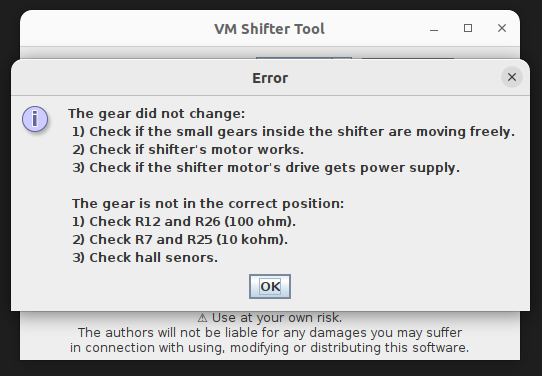 VM Shifter Tool
Error
The gear did not change:
1) Check if the small gears inside the shifter are moving freely.
2) Check if shifter's motor works.
3) Check if the shifter motor's drive gets power supply.
The gear is not in the correct position:
1) Check R12 and R26 (100 ohm).
2) Check R7 and R25 (10 kohm).
3) Check hall senors.
OK
⚠ Use at your own risk.
The authors will not be liable for any damages you may suffer
in connection with using, modifying or distributing this software.